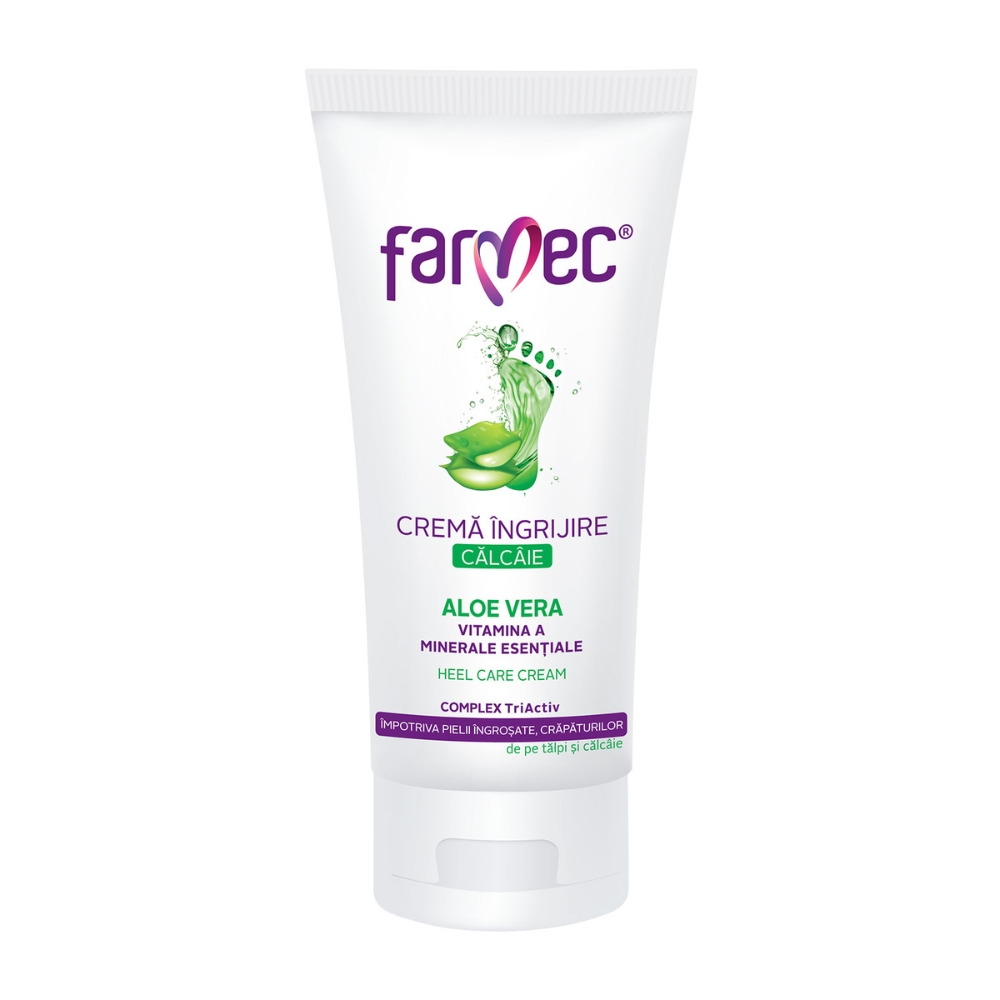 farmec®
CREMĂ ÎNGRIJIRE
CĂLCÂIE
ALOE VERA
VITAMINA A
MINERALE ESENȚIALE
HEEL CARE CREAM
COMPLEX TriActiv
ÎMPOTRIVA PIELII ÎNGROȘATE, CRĂPĂTURILOR
de pe tălpi și călcâie